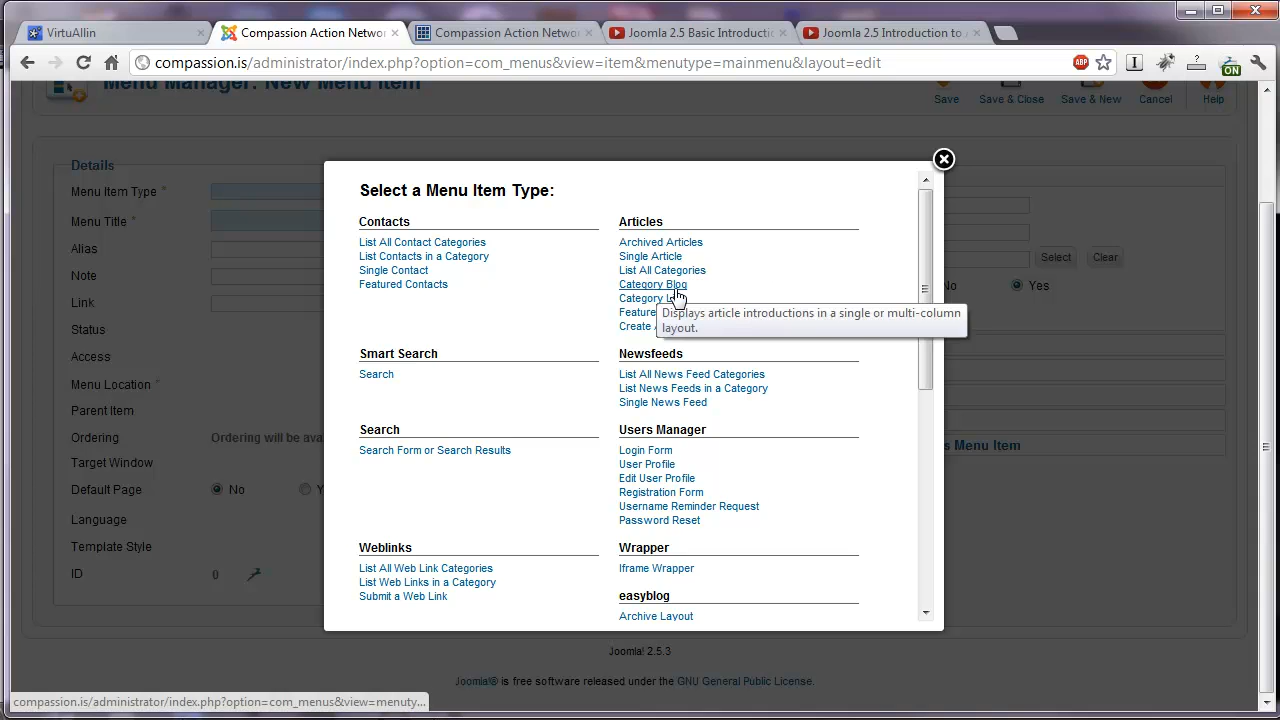 VirtuAllin
Compassion Action Netwo
Compassion Action Networ
Joomla 2.5 Basic Introducti
Joomla 2.5 Introduction to
compassion.is/administrator/index.php?option=com_menus&view=item&menutype=mainmenu&layout=edit
ABP
ON
Menu Manager: New Menu Item
Save
Save & Close
Save & New
Cancel
Help
Details
Menu Item Type *
Menu Title *
Alias
Note
Link
Status
Access
Menu Location *
Parent Item
Ordering
Ordering will be ava
Target Window
Default Page
No
Y
Language
Template Style
ID
0
Select
Clear
No
Yes
s Menu Item
Select a Menu Item Type:
Contacts
List All Contact Categories
List Contacts in a Category
Single Contact
Featured Contacts
Articles
Archived Articles
Single Article
List All Categories
Category Blog
Category
Feature
Create
Displays article introductions in a single or multi-column
layout.
Smart Search
Search
Newsfeeds
List All News Feed Categories
List News Feeds in a Category
Single News Feed
Search
Search Form or Search Results
Users Manager
Login Form
User Profile
Edit User Profile
Registration Form
Username Reminder Request
Password Reset
Weblinks
List All Web Link Categories
List Web Links in a Category
Submit a Web Link
Wrapper
Iframe Wrapper
easyblog
Archive Layout
Joomla! 2.5.3
Joomla!® is free software released under the GNU General Public License.
compassion.is/administrator/index.php?option=com_menus&view=menuty...